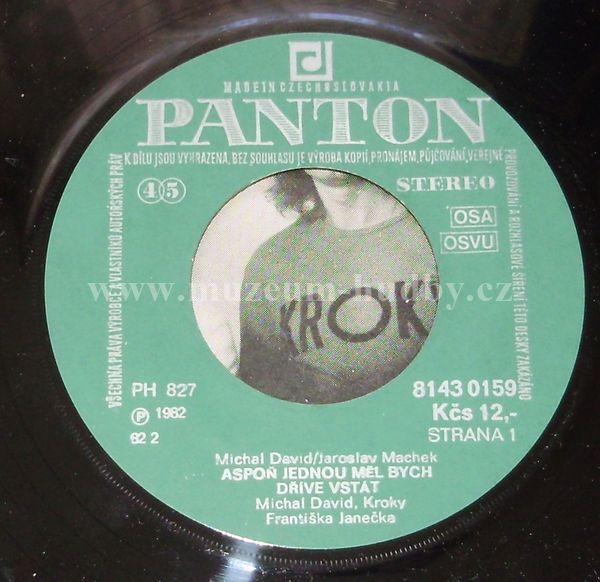 MADE IN CZECHOSLOVAKIA
PANTON
VŠECHNA PRÁVA VÝROBCE A VLASTNÍKŮ AUTORSKÝCH PRÁV
K DÍLU JSOU VYHRAZENA, BEZ SOUHLASU JE VÝROBA KOPIÍ, PRONÁJEM, PŮJČOVÁNÍ, VEŘEJNÉ
PROVOZOVÁNÍ A ROZHLASOVÉ ŠÍŘENÍ TÉTO DESKY ZAKÁZÁNO
45
STEREO
OSA
OSVU
www.muzeum-hudby.cz
KROK
PH 827
8143 0159
Ⓟ 1982
Kčs 12,-
62 2
STRANA 1
Michal David/Jaroslav Machek
ASPOŇ JEDNOU MĚL BYCH
DŘÍVE VSTÁT
Michal David, Kroky
Františka Janečka